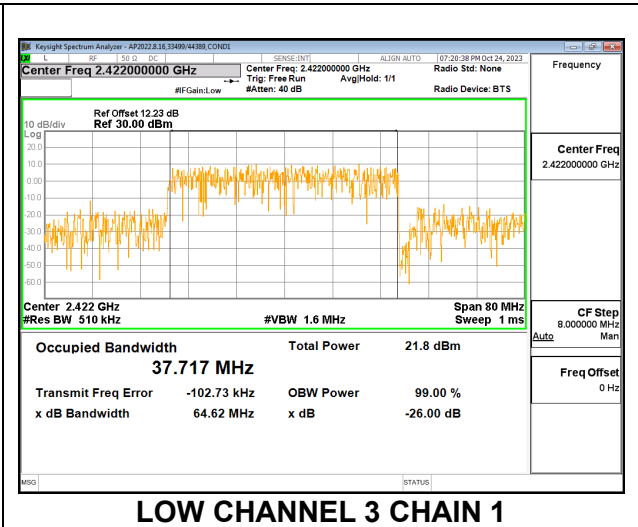 Keysight Spectrum Analyzer - AP2022.8.16,33499/44389,COND1
L RF 50 Ω DC SENSE:INT ALIGN AUTO 07:20:38 PM Oct 24, 2023
Center Freq 2.422000000 GHz
Center Freq: 2.422000000 GHz
Radio Std: None
Trig: Free Run Avg|Hold: 1/1
#IFGain:Low
#Atten: 40 dB
Radio Device: BTS
Frequency
Ref Offset 12.23 dB
10 dB/div Ref 30.00 dBm
Log
20.0
10.0
0.00
-10.0
-20.0
-30.0
-40.0
-50.0
-60.0
Center 2.422 GHz
Span 80 MHz
#Res BW 510 kHz
#VBW 1.6 MHz
Sweep 1 ms
Center Freq
2.422000000 GHz
CF Step
8.000000 MHz
Auto Man
Freq Offset
0 Hz
Occupied Bandwidth
Total Power 21.8 dBm
37.717 MHz
Transmit Freq Error -102.73 kHz OBW Power 99.00 %
x dB Bandwidth 64.62 MHz x dB -26.00 dB
MSG STATUS
LOW CHANNEL 3 CHAIN 1